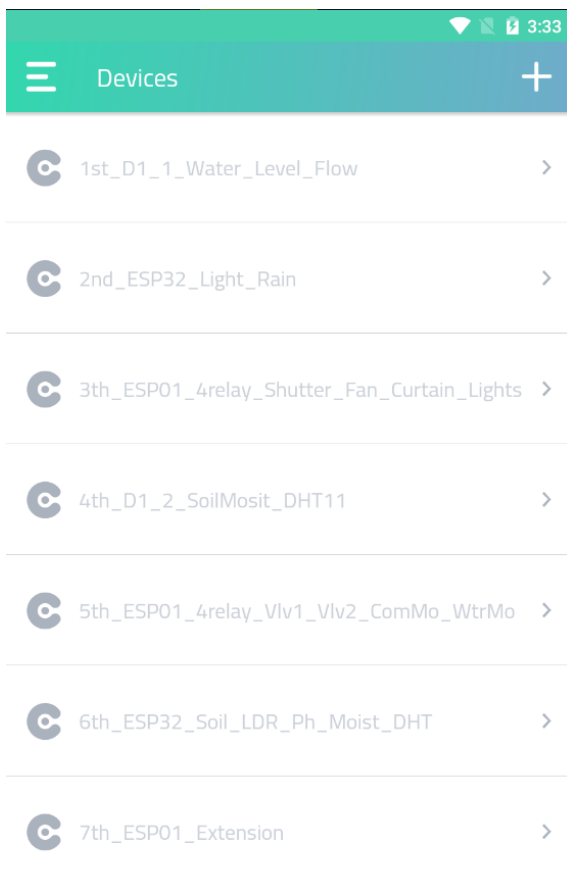 3:33
Devices
1st_D1_1_Water_Level_Flow
2nd_ESP32_Light_Rain
3th_ESP01_4relay_Shutter_Fan_Curtain_Lights
4th_D1_2_SoilMosit_DHT11
5th_ESP01_4relay_Vlv1_Vlv2_ComMo_WtrMo
6th_ESP32_Soil_LDR_Ph_Moist_DHT
7th_ESP01_Extension